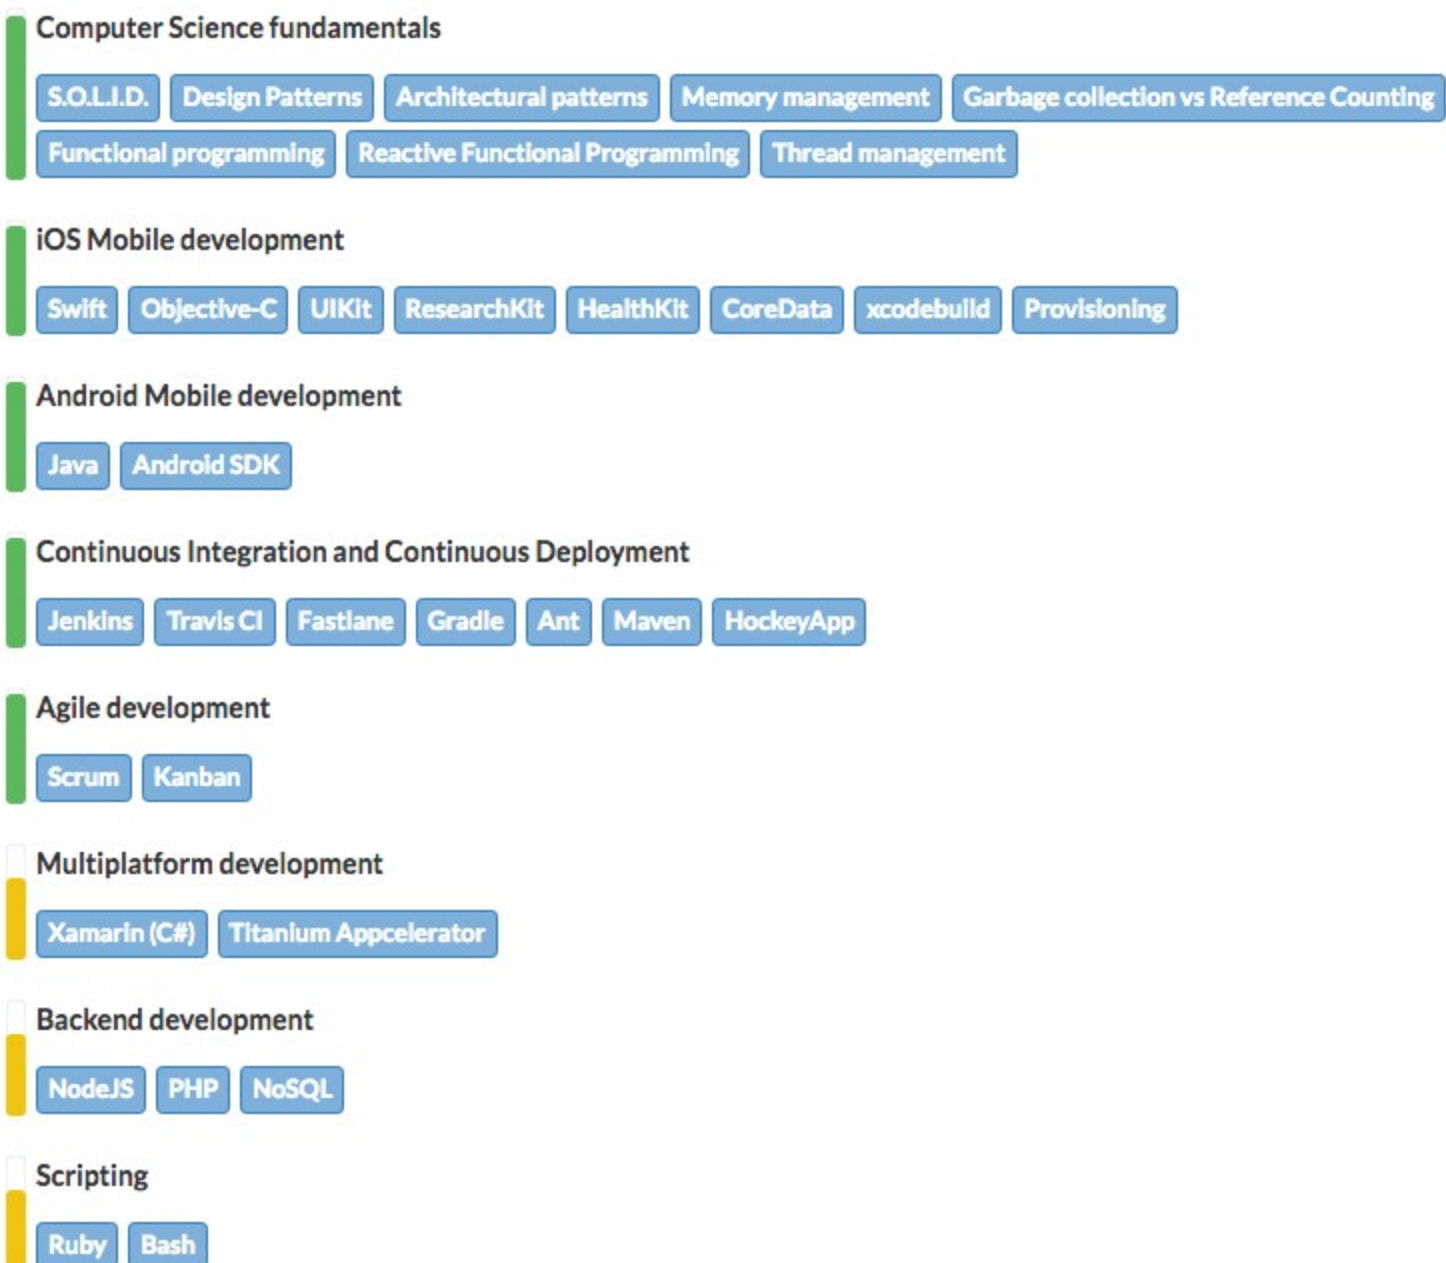 Computer Science fundamentals
S.O.L.I.D. Design Patterns Architectural patterns Memory management Garbage collection vs Reference Counting
Functional programming Reactive Functional Programming Thread management
iOS Mobile development
Swift Objective-C UIKit ResearchKit HealthKit CoreData xcodebuild Provisioning
Android Mobile development
Java Android SDK
Continuous Integration and Continuous Deployment
Jenkins Travis CI Fastlane Gradle Ant Maven HockeyApp
Agile development
Scrum Kanban
Multiplatform development
Xamarin (C#) Titanium Appcelerator
Backend development
NodeJS PHP NoSQL
Scripting
Ruby Bash